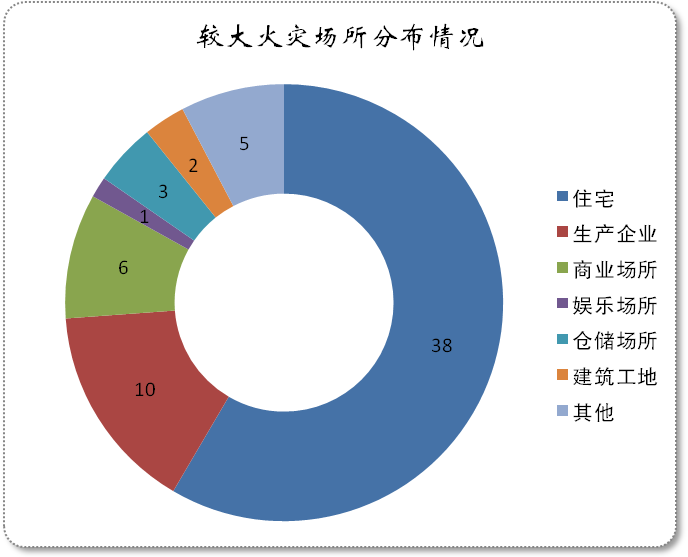 较大火灾场所分布情况
5
2
3
1
6
10
38
住宅
生产企业
商业场所
娱乐场所
仓储场所
建筑工地
其他